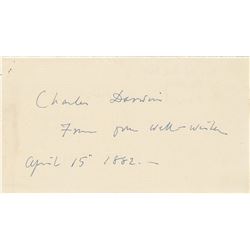 Charles Darwin
From your Well-wisher
April 15th 1882.—